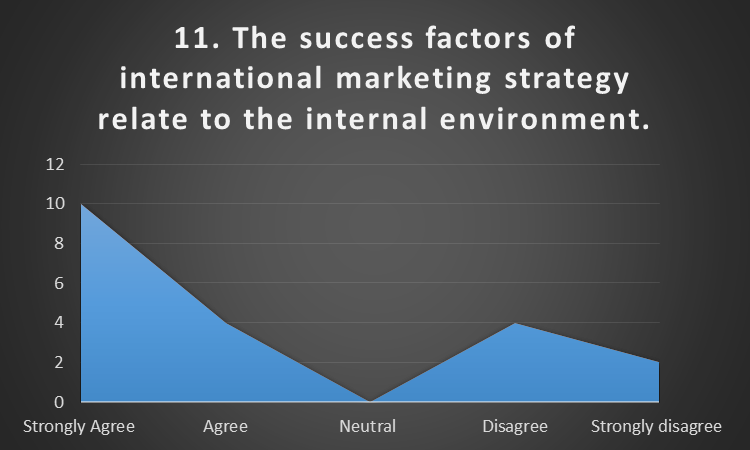 11. The success factors of
international marketing strategy
relate to the internal environment.
12
10
8
6
4
2
0
Strongly Agree Agree Neutral Disagree Strongly disagree